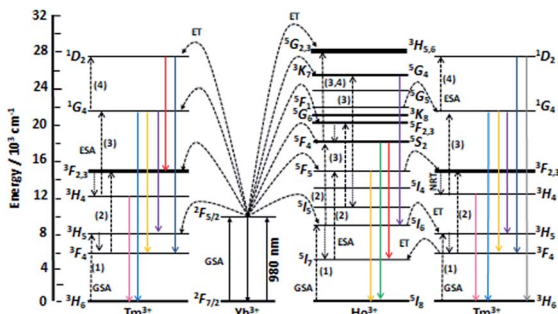 Energy / 10³ cm⁻¹
32
28
24
20
16
12
8
4
0
¹D₂
¹G₄
³F₂,₃
³H₄
³H₅
³F₄
³H₆
(4)
ESA
(3)
(2)
(1)
GSA
Tm³⁺
ET
²F₅/₂
²F₇/₂
GSA
980 nm
Yb³⁺
ET
⁵G₂,₃
³K₇
⁵F₁
⁵G₆
⁵F₄
⁵F₅
⁵I₅
⁵I₇
(3,4)
(3)
(3)
(2)
(2)
ESA
(1)
GSA
³H₅,₆
⁵G₄
⁵G₅
³K₈
⁵F₂,₃
⁵S₂
⁵I₄
⁵I₆
⁵I₈
Ho³⁺
ET
ET
(4)
ESA
(3)
NRT
(2)
(1)
GSA
¹D₂
¹G₄
³F₂,₃
³H₄
³H₅
³F₄
³H₆
Tm³⁺